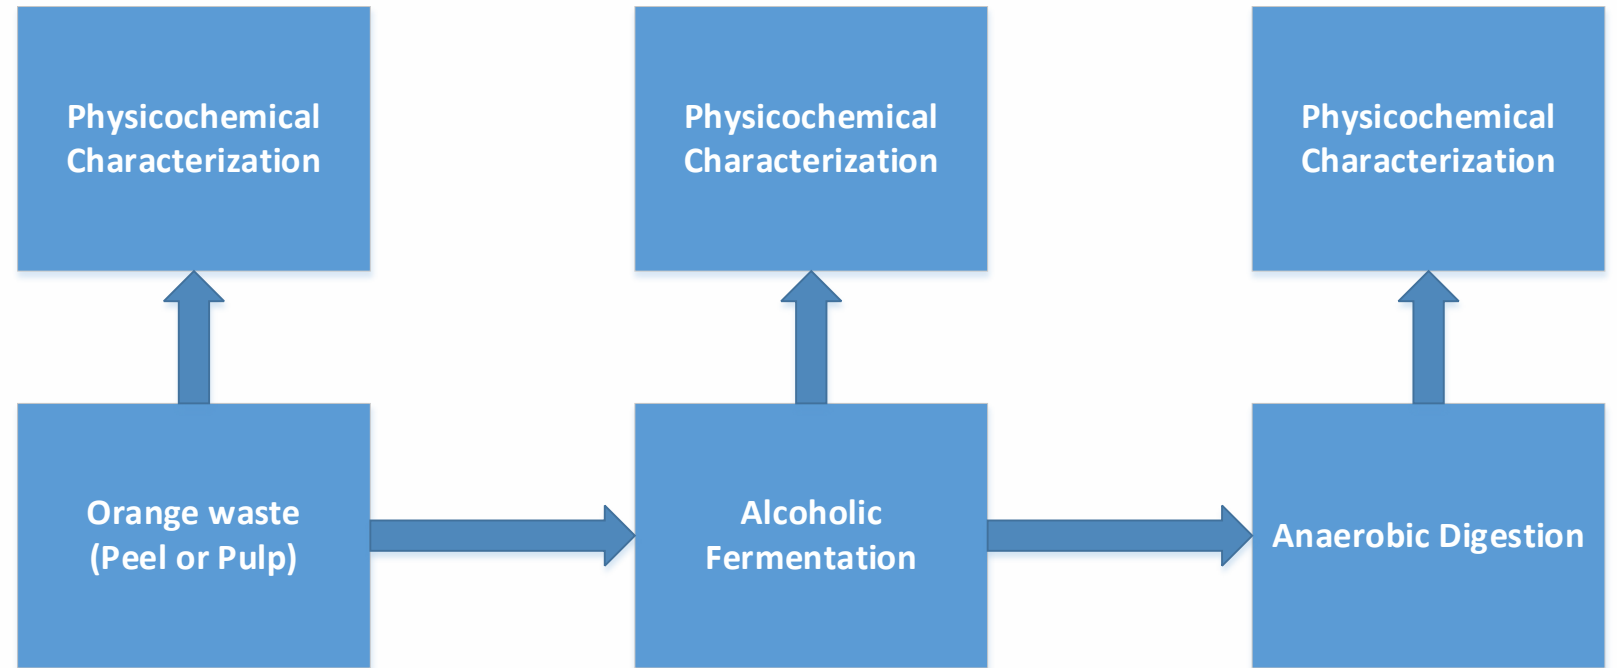 Physicochemical
Characterization
Physicochemical
Characterization
Physicochemical
Characterization
Orange waste
(Peel or Pulp)
Alcoholic
Fermentation
Anaerobic Digestion